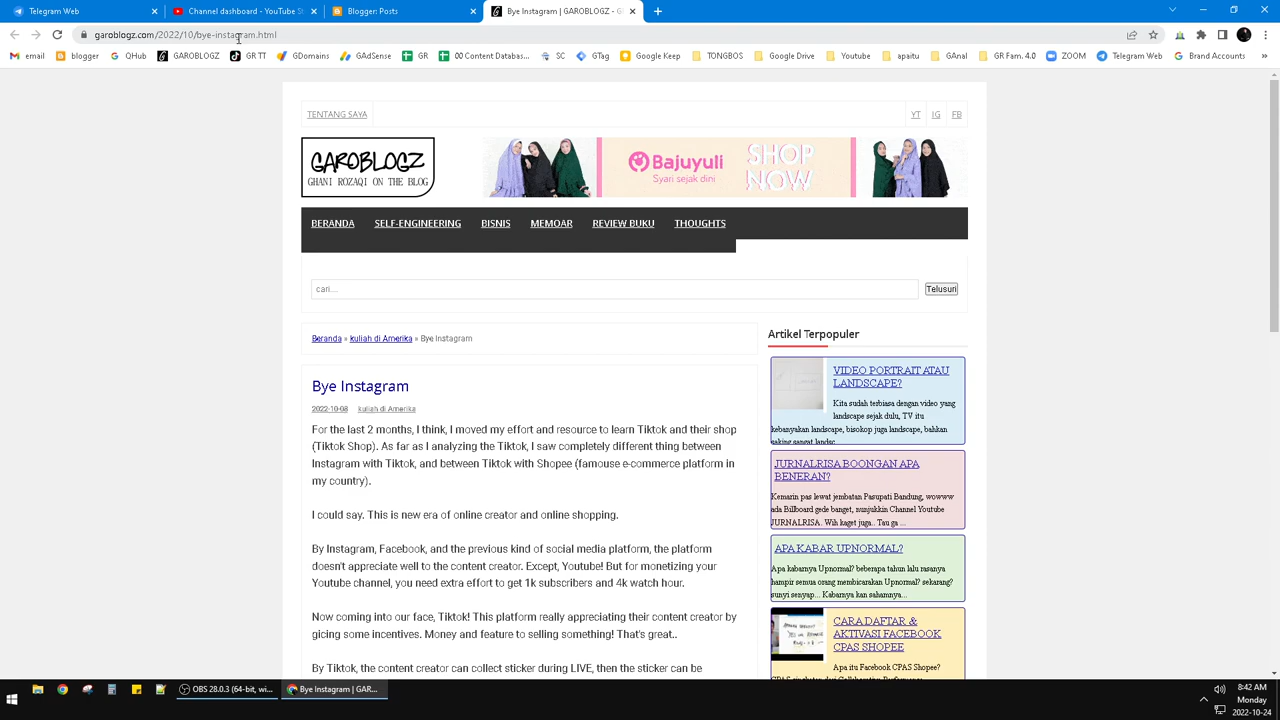 Telegram Web
Channel dashboard - YouTube St
Blogger: Posts
Bye Instagram | GAROBLOGZ - G
garoblogz.com/2022/10/bye-instagram.html
email
blogger
QHub
GAROBLOGZ
GR TT
GDomains
GAdSense
GR
00 Content Databas...
SC
GTag
Google Keep
TONGBOS
Google Drive
Youtube
apaitu
GAnal
GR Fam. 4.0
ZOOM
Telegram Web
Brand Accounts
»
TENTANG SAYA
YT
IG
FB
GAROBLOGZ
GHANI ROZAQI ON THE BLOG
Bajuyuli
Syari sejak dini
SHOP
NOW
BERANDA
SELF-ENGINEERING
BISNIS
MEMOAR
REVIEW BUKU
THOUGHTS
cari....
Telusuri
Beranda » kuliah di Amerika » Bye Instagram
Bye Instagram
2022-10-08 kuliah di Amerika
For the last 2 months, I think, I moved my effort and resource to learn Tiktok and their shop
(Tiktok Shop). As far as I analyzing the Tiktok, I saw completely different thing between
Instagram with Tiktok, and between Tiktok with Shopee (famouse e-commerce platform in
my country).
I could say. This is new era of online creator and online shopping.
By Instagram, Facebook, and the previous kind of social media platform, the platform
doesn't appreciate well to the content creator. Except, Youtube! But for monetizing your
Youtube channel, you need extra effort to get 1k subscribers and 4k watch hour.
Now coming into our face, Tiktok! This platform really appreciating their content creator by
gicing some incentives. Money and feature to selling something! That's great..
By Tiktok, the content creator can collect sticker during LIVE, then the sticker can be
Artikel Terpopuler
VIDEO PORTRAIT ATAU
LANDSCAPE?
Kita sudah terbiasa dengan video yang
landscape sejak dulu, TV itu
kebanyakan landscape, bisokop juga landscape, bahkan
saking sangat landsc...
JURNALRISA BOONGAN APA
BENERAN?
Kemarin pas lewat jembatan Pasupati Bandung, wowww
ada Billboard gede banget, nunjukkin Channel Youtube
JURNALRISA. Wih kaget juga.. Tau ga ...
APA KABAR UPNORMAL?
Apa kabarnya Upnormal? beberapa tahun lalu rasanya
hampir semua orang membicarakan Upnormal? sekarang?
sunyi senyap... Kabarnya kan sahamnya...
CARA DAFTAR &
AKTIVASI FACEBOOK
CPAS SHOPEE
Apa itu Facebook CPAS Shopee?
OBS 28.0.3 (64-bit, wi...
Bye Instagram | GAR...
8:42 AM
Monday
2022-10-24